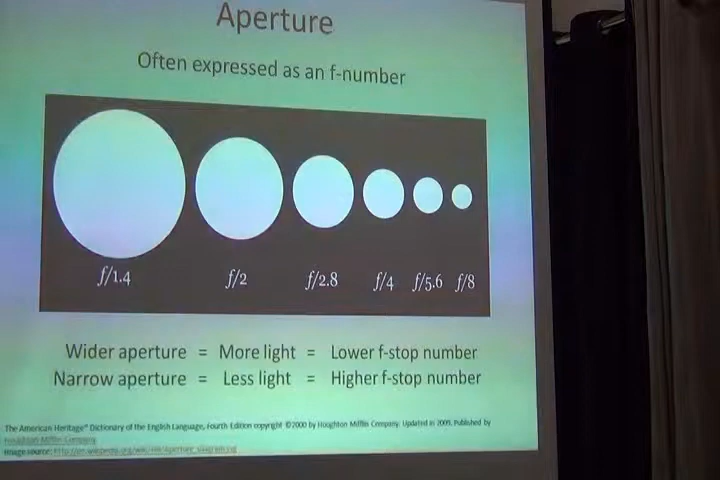 Aperture
Often expressed as an f-number
f/1.4 f/2 f/2.8 f/4 f/5.6 f/8
Wider aperture = More light = Lower f-stop number
Narrow aperture = Less light = Higher f-stop number
The American Heritage® Dictionary of the English Language, Fourth Edition copyright ©2000 by Houghton Mifflin Company. Updated in 2009. Published by
Houghton Mifflin Company.
Image source: